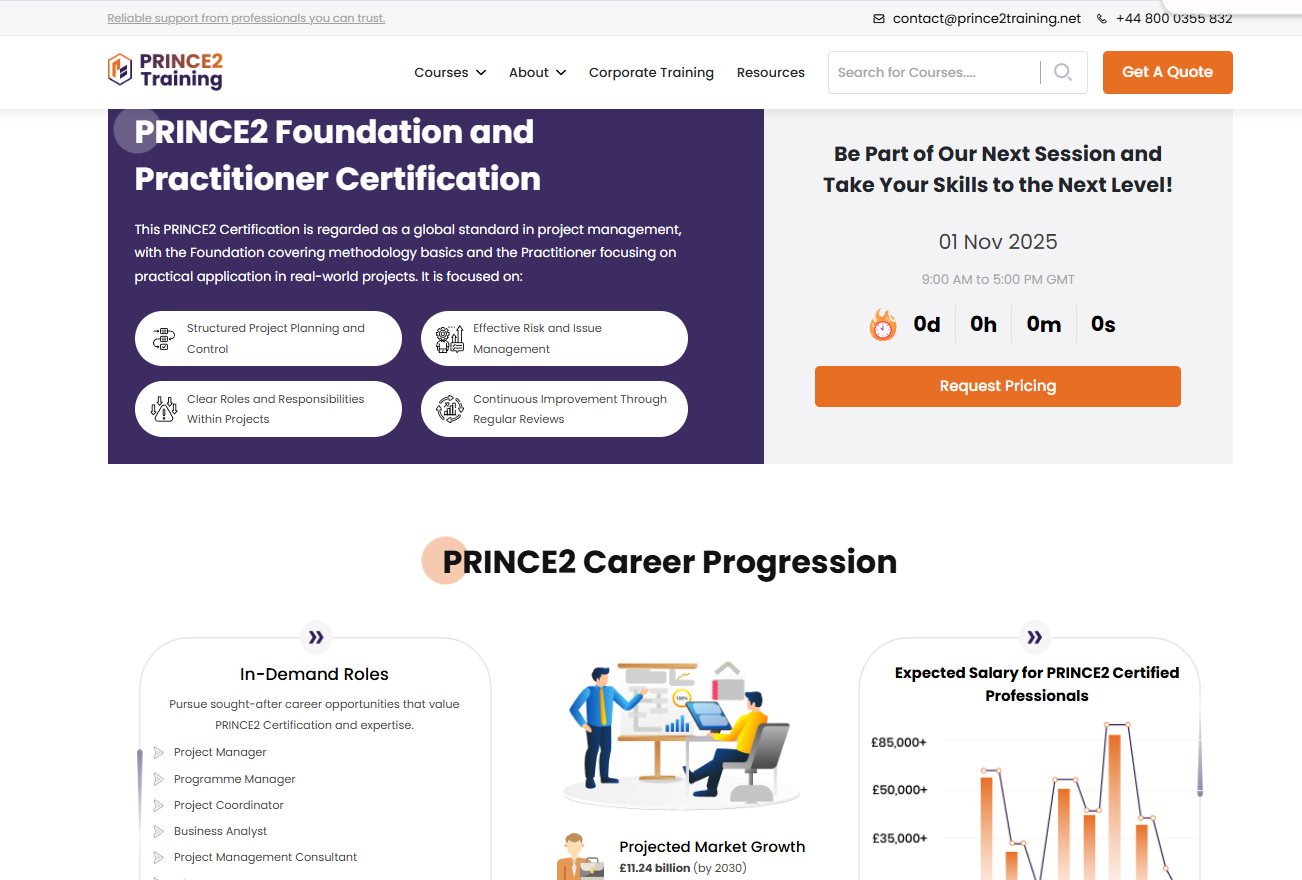 Reliable support from professionals you can trust.
contact@prince2training.net
+44 800 0355 832
PRINCE2
Training
Courses
About
Corporate Training
Resources
Search for Courses....
Get A Quote
PRINCE2 Foundation and
Practitioner Certification
This PRINCE2 Certification is regarded as a global standard in project management,
with the Foundation covering methodology basics and the Practitioner focusing on
practical application in real-world projects. It is focused on:
Structured Project Planning and
Control
Effective Risk and Issue
Management
Clear Roles and Responsibilities
Within Projects
Continuous Improvement Through
Regular Reviews
Be Part of Our Next Session and
Take Your Skills to the Next Level!
01 Nov 2025
9:00 AM to 5:00 PM GMT
0d 0h 0m 0s
Request Pricing
PRINCE2 Career Progression
In-Demand Roles
Pursue sought-after career opportunities that value
PRINCE2 Certification and expertise.
Project Manager
Programme Manager
Project Coordinator
Business Analyst
Project Management Consultant
100%
Projected Market Growth
£11.24 billion (by 2030)
Expected Salary for PRINCE2 Certified
Professionals
£85,000+
£50,000+
£35,000+